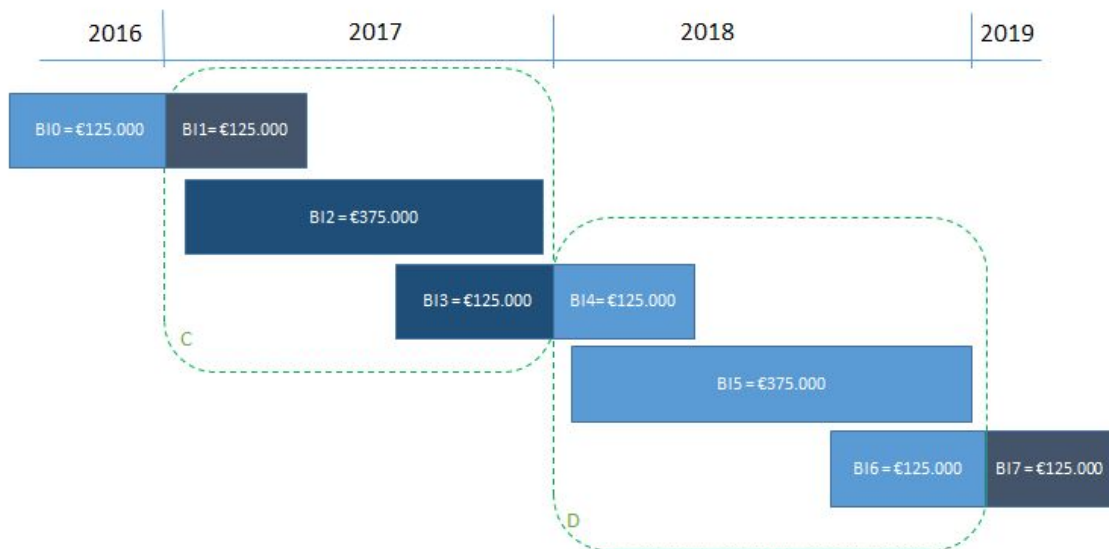 2016 2017 2018 2019
BI0 = €125.000 BI1= €125.000
BI2 = €375.000
BI3 = €125.000 BI4= €125.000
C
BI5 = €375.000
BI6 = €125.000 BI7 = €125.000
D